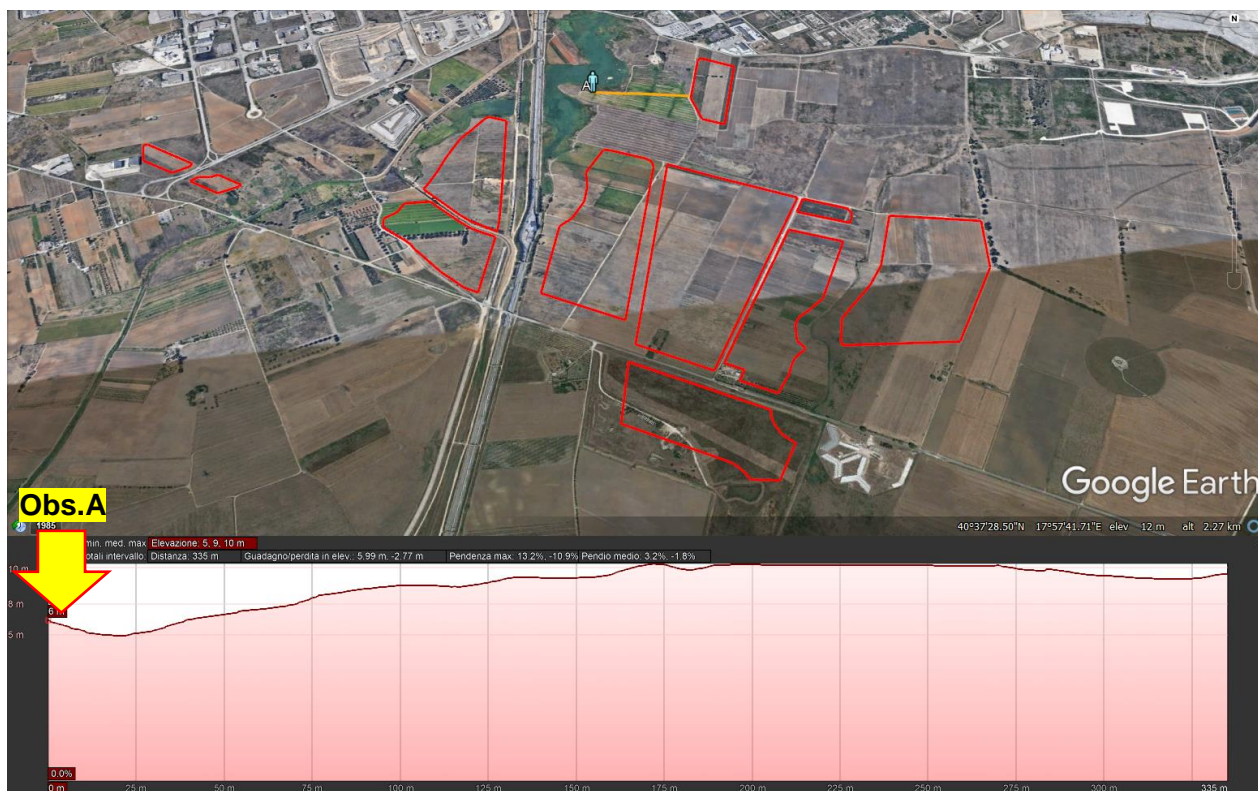 N
A
Google Earth
Obs.A
1985
40°37'28.50"N 17°57'41.71"E elev 12 m alt 2.27 km
min. med. max Elevazione: 5, 9, 10 m
otali intervallo: Distanza: 335 m Guadagno/perdita in elev.: 5.99 m, -2.77 m Pendenza max: 13.2%, -10.9% Pendio medio: 3.2%, -1.8%
10 m
8 m
6 m
5 m
0.0%
0 m 25 m 50 m 75 m 100 m 125 m 150 m 175 m 200 m 225 m 250 m 275 m 300 m 335 m